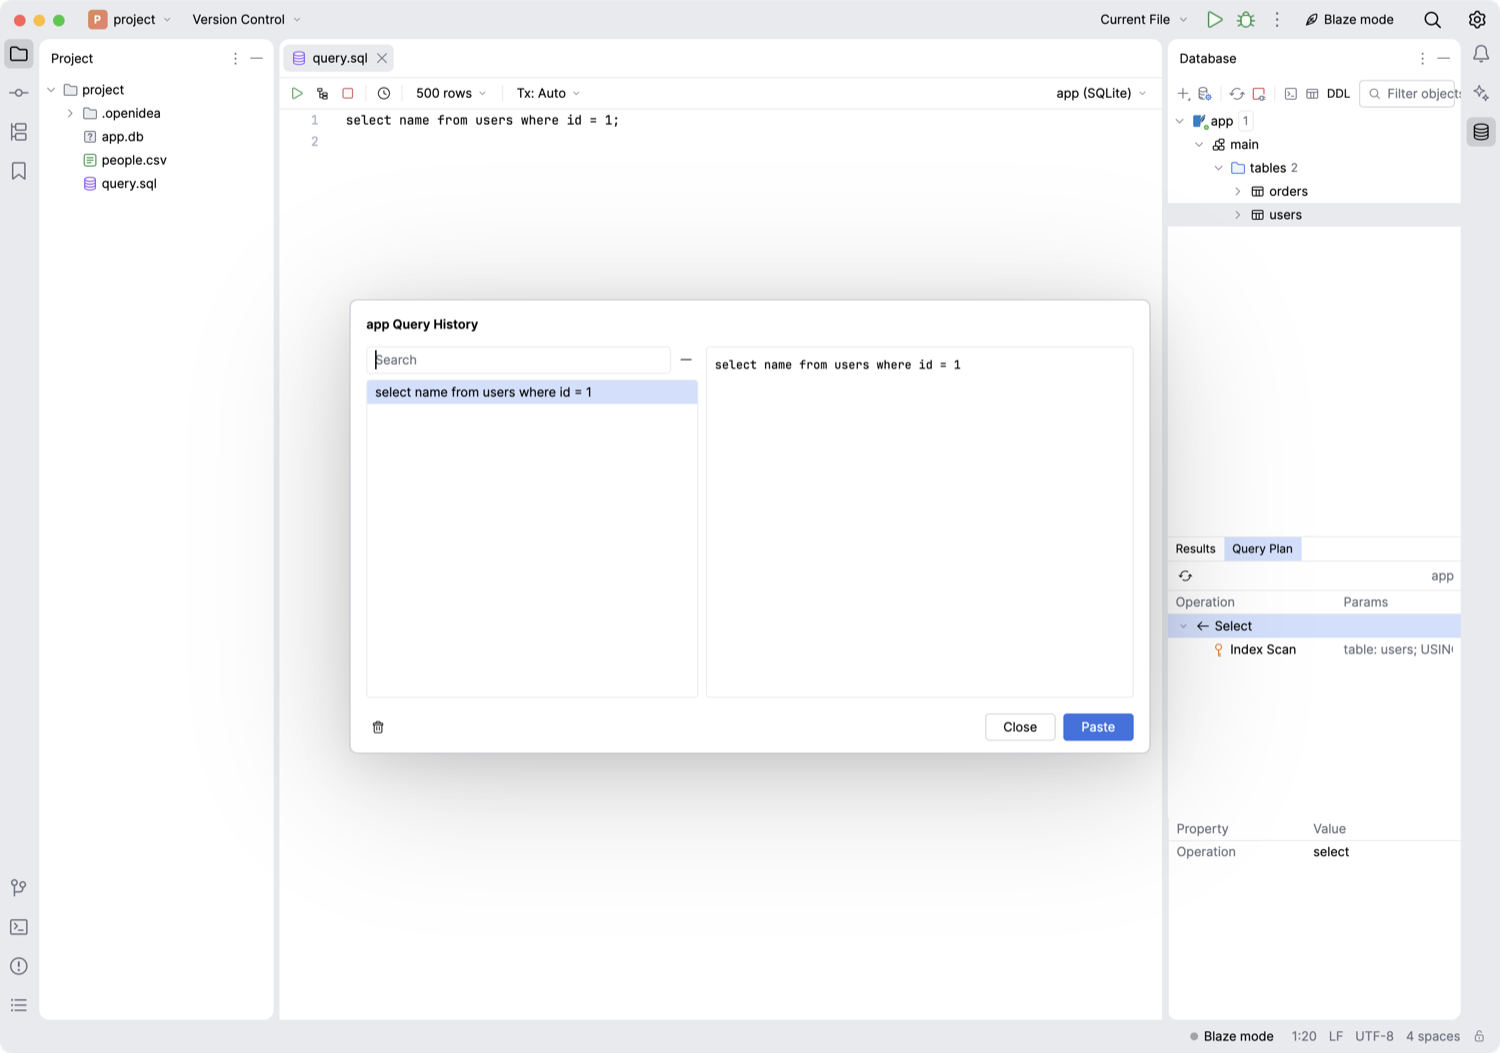 P project Version Control Current File Blaze mode
Project
project
.openidea
app.db
people.csv
query.sql
query.sql
500 rows Tx: Auto app (SQLite)
1 select name from users where id = 1;
2
Database
DDL Filter objects
app 1
main
tables 2
orders
users
app Query History
Search
select name from users where id = 1
select name from users where id = 1
Close Paste
Results Query Plan
app
Operation Params
Select
Index Scan table: users; USIN
Property Value
Operation select
Blaze mode 1:20 LF UTF-8 4 spaces